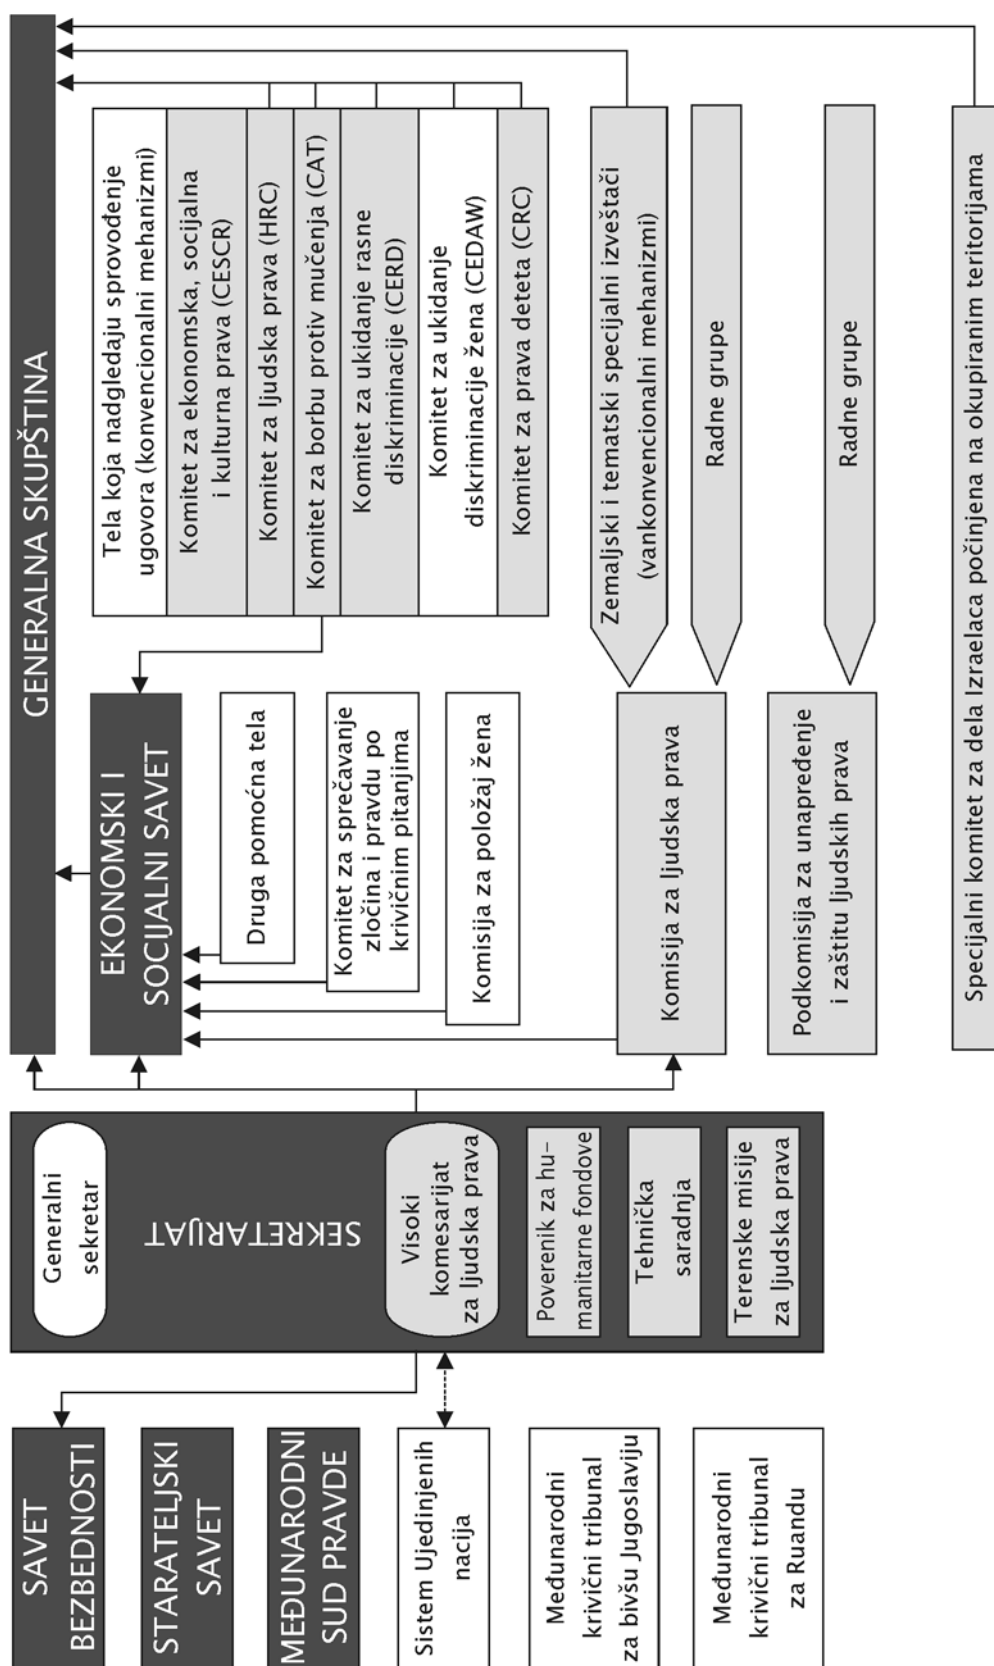 GENERALNA SKUPŠTINA
SAVET
BEZBEDNOSTI
STARATELJSKI
SAVET
MEĐUNARODNI
SUD PRAVDE
Sistem Ujedinjenih
nacija
Međunarodni
krivični tribunal
za bivšu Jugoslaviju
Međunarodni
krivični tribunal
za Ruandu
SEKRETARIJAT
Generalni
sekretar
Visoki
komesarijat
za ljudska prava
Poverenik za hu-
manitarne fondove
Tehnička
saradnja
Terenske misije
za ljudska prava
EKONOMSKI I
SOCIJALNI SAVET
Druga pomoćna tela
Komitet za sprečavanje
zločina i pravdu po
krivičnim pitanjima
Komisija za položaj žena
Komisija za ljudska prava
Podkomisija za unapređenje
i zaštitu ljudskih prava
Tela koja nadgledaju sprovođenje
ugovora (konvencionalni mehanizmi)
Komitet za ekonomska, socijalna
i kulturna prava (CESCR)
Komitet za ljudska prava (HRC)
Komitet za borbu protiv mučenja (CAT)
Komitet za ukidanje rasne
diskriminacije (CERD)
Komitet za ukidanje
diskriminacije žena (CEDAW)
Komitet za prava deteta (CRC)
Zemaljski i tematski specijalni izveštači
(vankonvencionalni mehanizmi)
Radne grupe
Radne grupe
Specijalni komitet za dela Izraelaca počinjena na okupiranim teritorijama